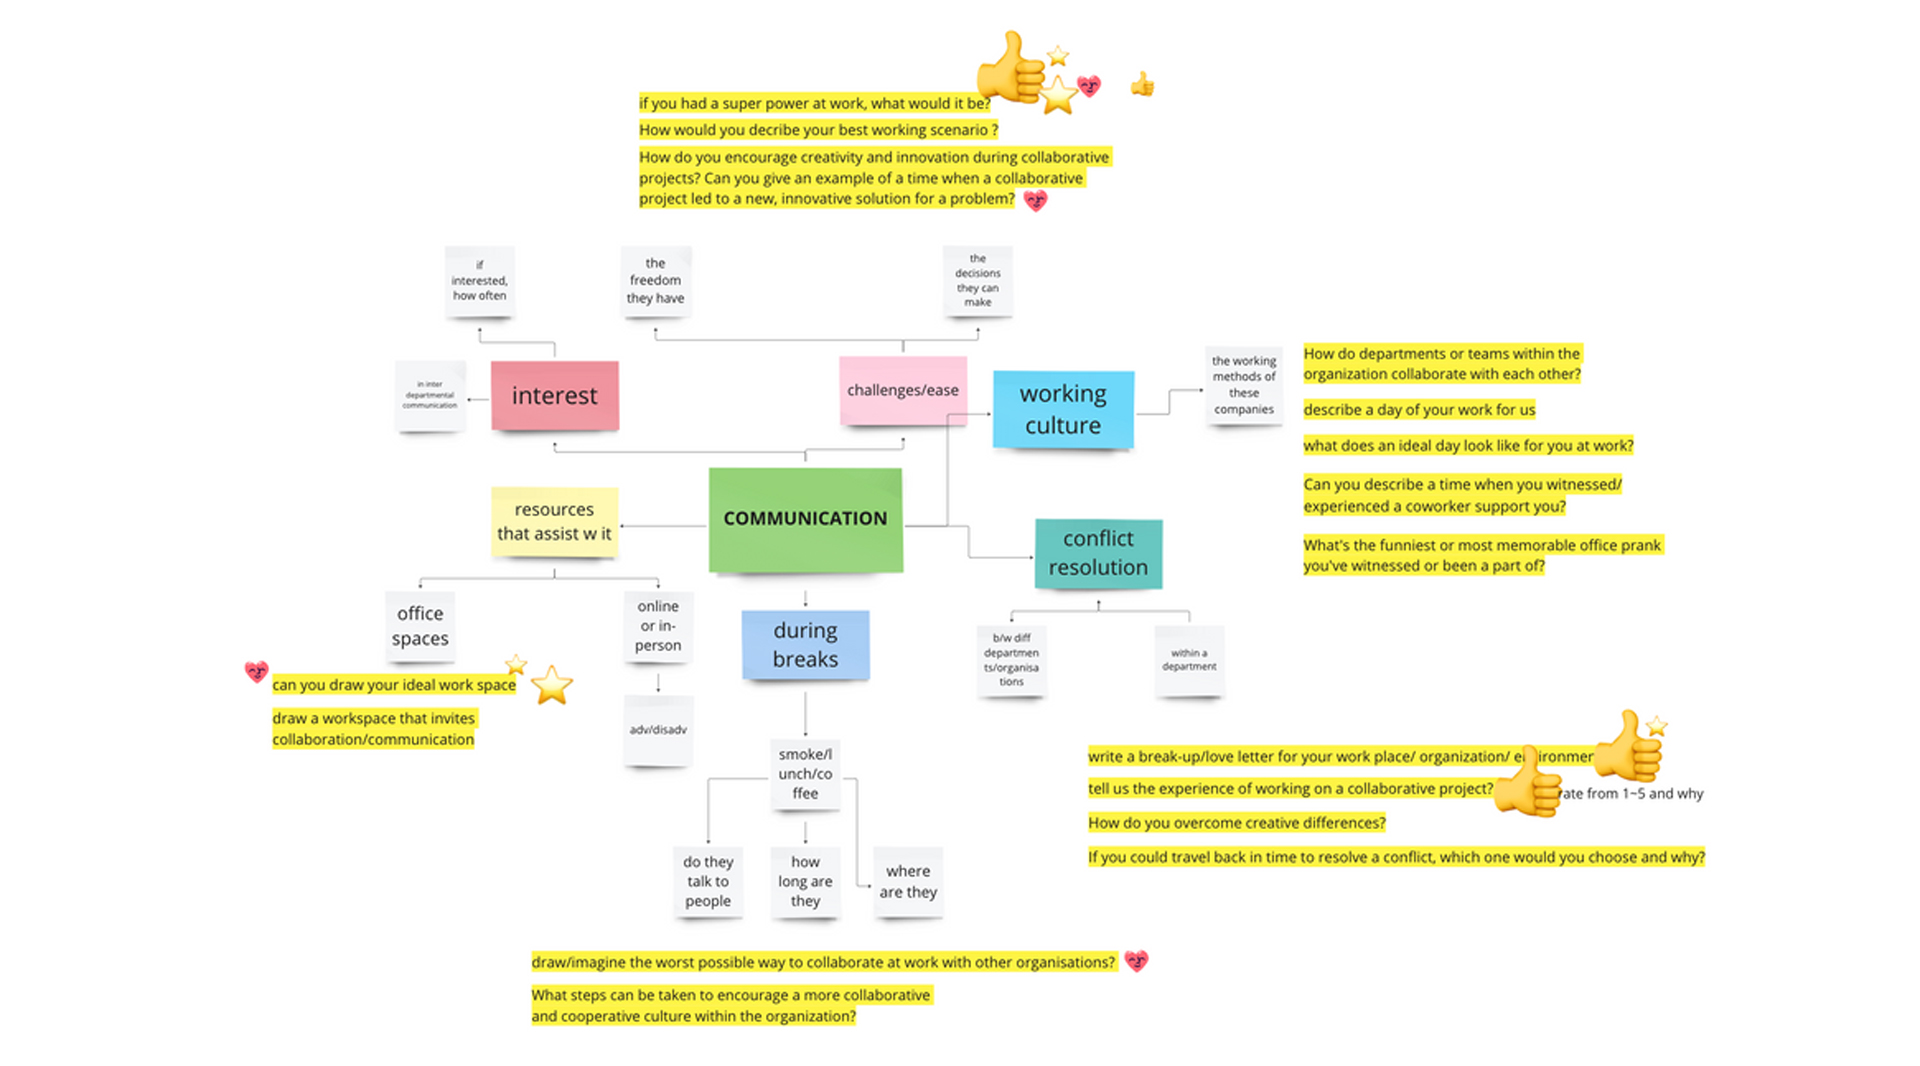 if you had a super power at work, what would it be?
How would you decribe your best working scenario ?
How do you encourage creativity and innovation during collaborative
projects? Can you give an example of a time when a collaborative
project led to a new, innovative solution for a problem?
if
interested,
how often
the
freedom
they have
the
decisions
they can
make
in inter
departmental
communication
interest
challenges/ease
working
culture
the working
methods of
these
companies
How do departments or teams within the
organization collaborate with each other?
describe a day of your work for us
what does an ideal day look like for you at work?
Can you describe a time when you witnessed/
experienced a coworker support you?
What's the funniest or most memorable office prank
you've witnessed or been a part of?
resources
that assist w it
COMMUNICATION
conflict
resolution
office
spaces
online
or in-
person
during
breaks
b/w diff
departmen
ts/organisa
tions
within a
department
can you draw your ideal work space
draw a workspace that invites
collaboration/communication
adv/disadv
smoke/l
unch/co
ffee
do they
talk to
people
how
long are
they
where
are they
write a break-up/love letter for your work place/ organization/
tell us the experience of working on a collaborative project?
from 1~5 and why
How do you overcome creative differences?
If you could travel back in time to resolve a conflict, which one would you choose and why?
draw/imagine the worst possible way to collaborate at work with other organisations?
What steps can be taken to encourage a more collaborative
and cooperative culture within the organization?